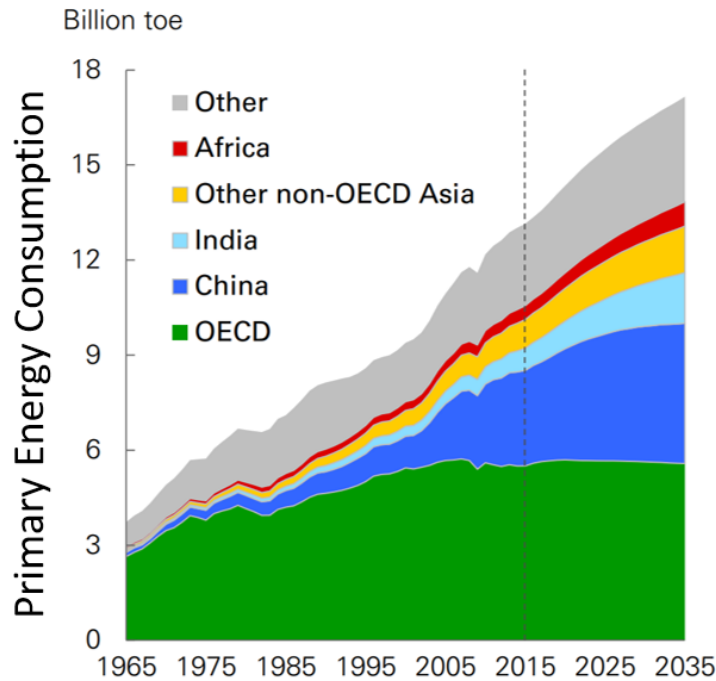 Billion toe
Primary Energy Consumption
18
15
12
9
6
3
0
Other
Africa
Other non-OECD Asia
India
China
OECD
1965 1975 1985 1995 2005 2015 2025 2035